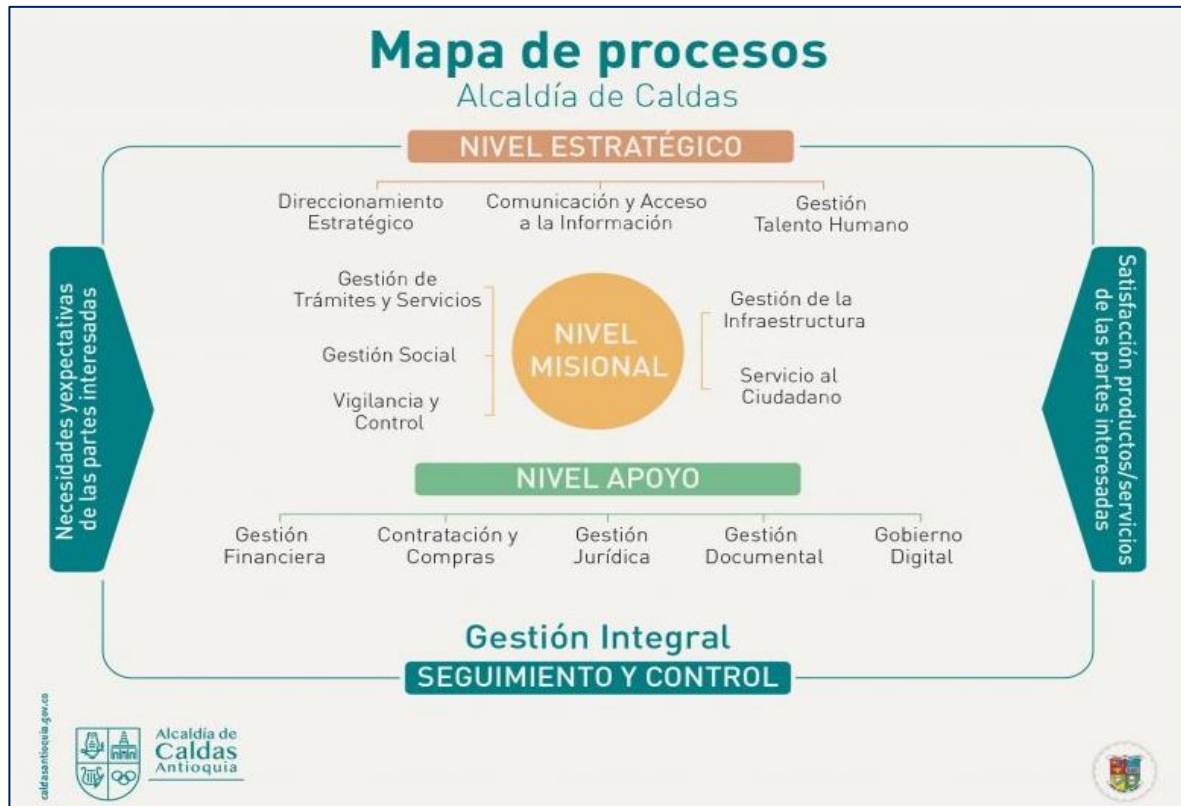 Mapa de procesos
Alcaldía de Caldas
NIVEL ESTRATÉGICO
Direccionamiento
Estratégico
Comunicación y Acceso
a la Información
Gestión
Talento Humano
Necesidades yexpectativas
de las partes interesadas
Gestión de
Trámites y Servicios
Gestión Social
Vigilancia y
Control
NIVEL
MISIONAL
Gestión de la
Infraestructura
Servicio al
Ciudadano
Satisfacción productos/servicios
de las partes interesadas
NIVEL APOYO
Gestión
Financiera
Contratación y
Compras
Gestión
Jurídica
Gestión
Documental
Gobierno
Digital
Gestión Integral
SEGUIMIENTO Y CONTROL
caldasantioquia.gov.co
Alcaldía de
Caldas
Antioquia